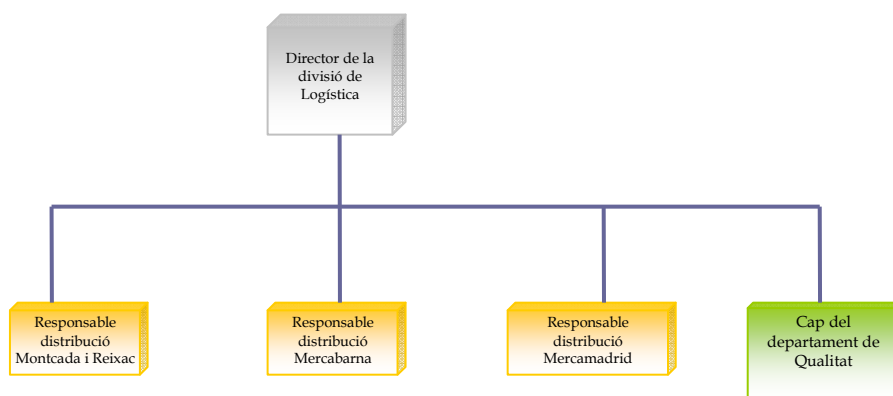 Director de la
divisió de
Logística
Responsable
distribució
Montcada i Reixac
Responsable
distribució
Mercabarna
Responsable
distribució
Mercamadrid
Cap del
departament de
Qualitat